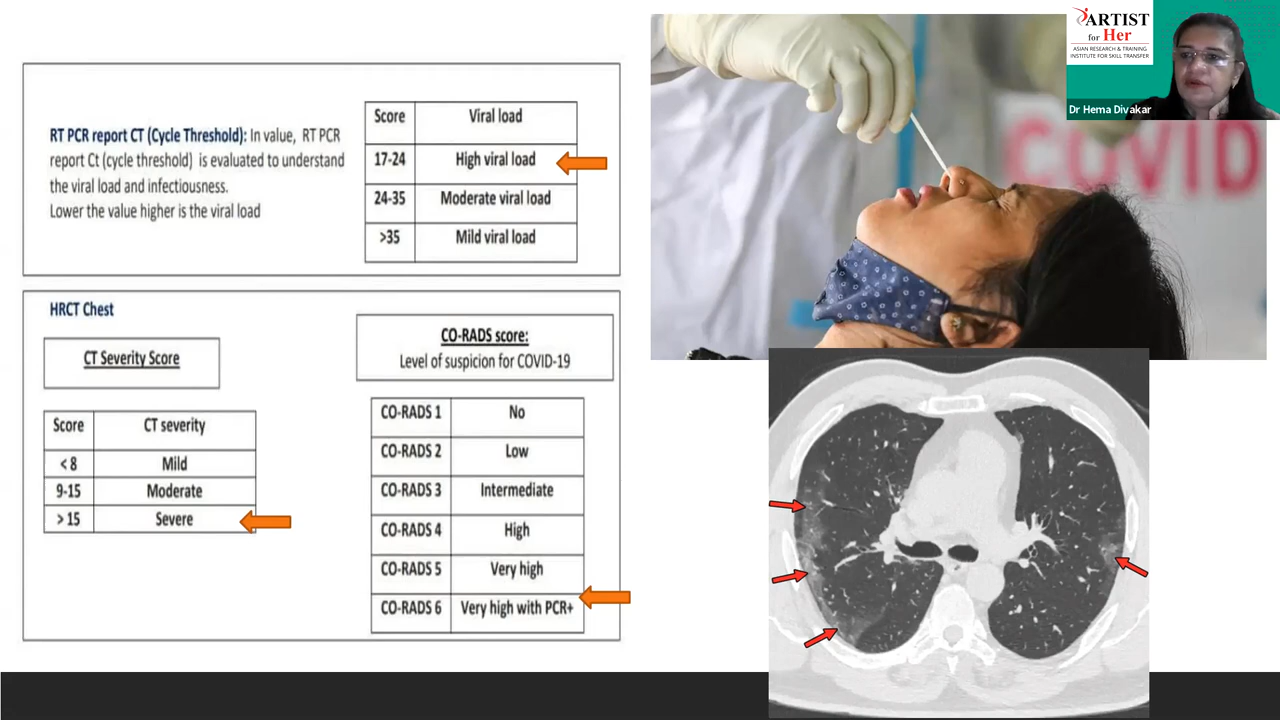 RT PCR report CT (Cycle Threshold): In value, RT PCR
report Ct (cycle threshold) is evaluated to understand
the viral load and infectiousness.
Lower the value higher is the viral load
Score Viral load
17-24 High viral load
24-35 Moderate viral load
>35 Mild viral load
HRCT Chest
CT Severity Score
Score CT severity
< 8 Mild
9-15 Moderate
> 15 Severe
CO-RADS score:
Level of suspicion for COVID-19
CO-RADS 1 No
CO-RADS 2 Low
CO-RADS 3 Intermediate
CO-RADS 4 High
CO-RADS 5 Very high
CO-RADS 6 Very high with PCR+
COVID
ARTIST
for Her
ASIAN RESEARCH & TRAINING
INSTITUTE FOR SKILL TRANSFER
Dr Hema Divakar